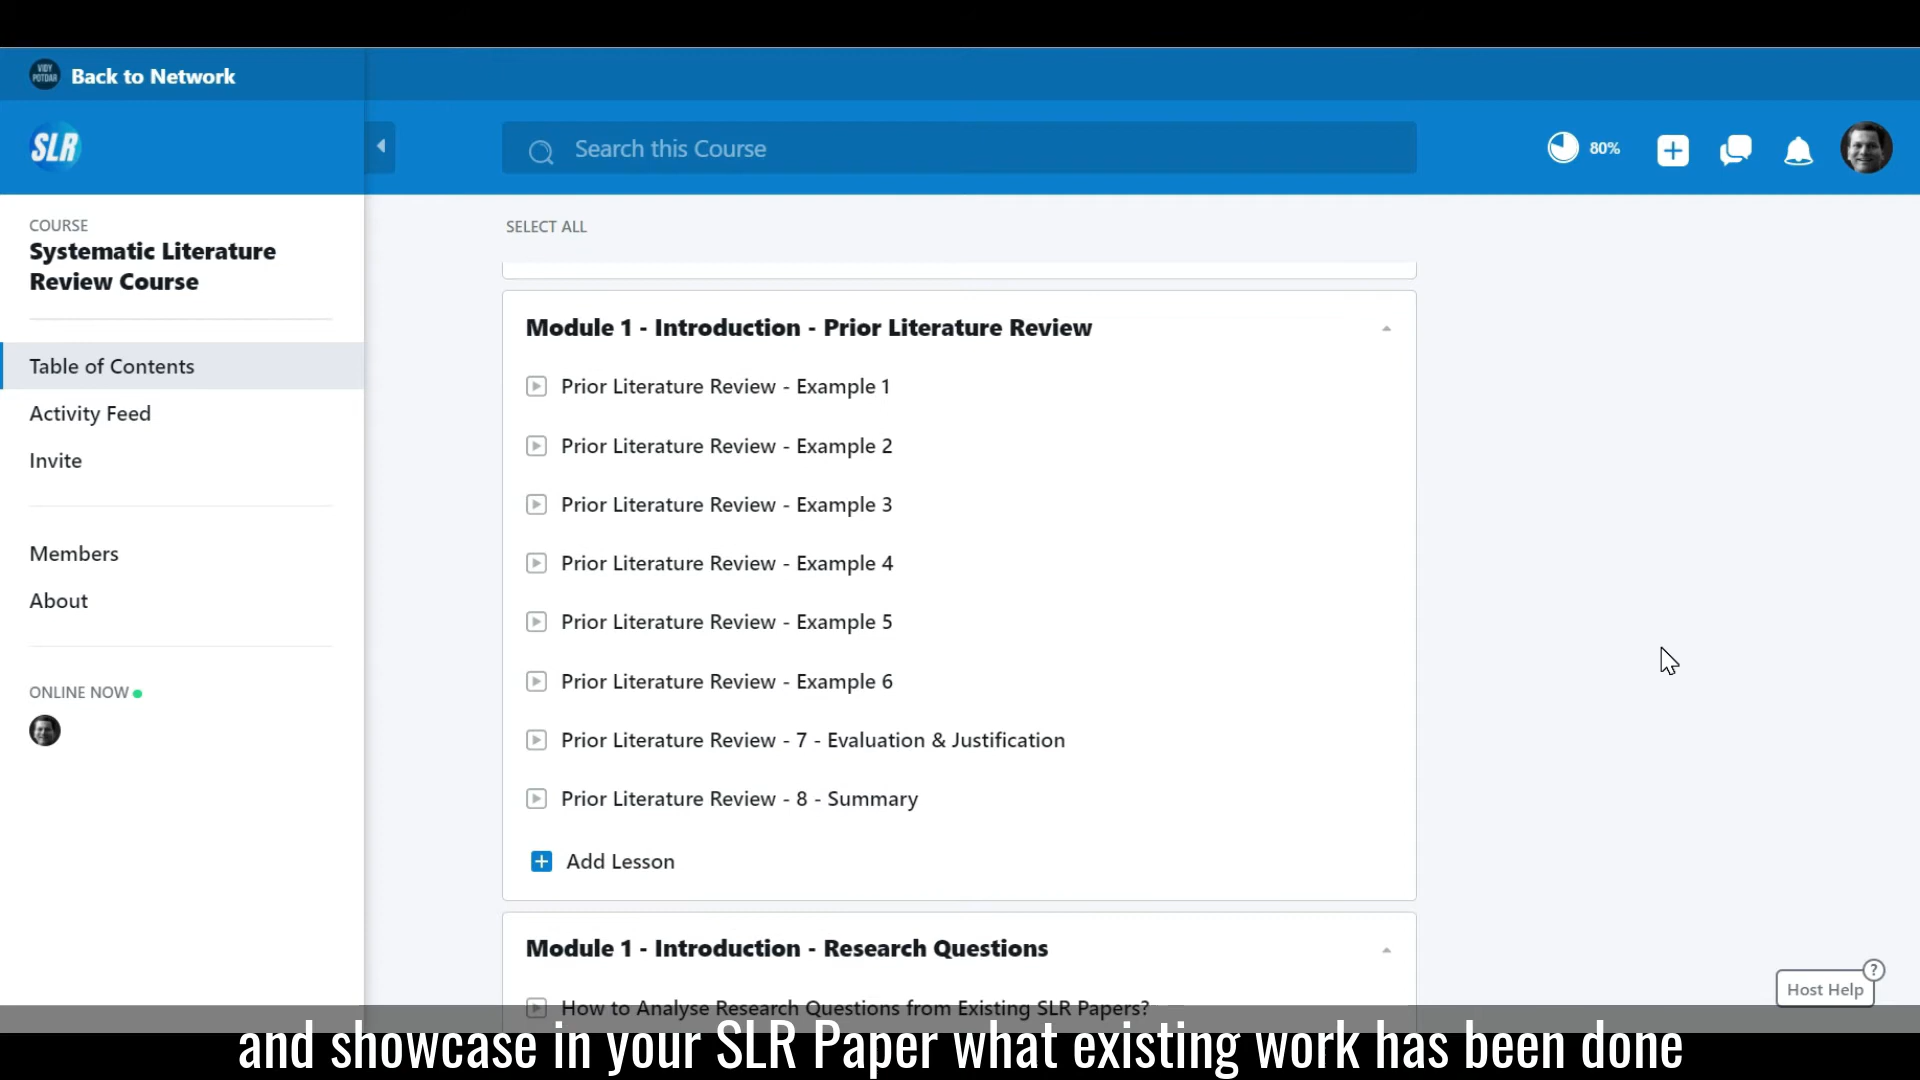 VIDY
POTDAR
Back to Network
SLR
Search this Course
80%
COURSE
Systematic Literature
Review Course
Table of Contents
Activity Feed
Invite
Members
About
ONLINE NOW
SELECT ALL
Module 1 - Introduction - Prior Literature Review
Prior Literature Review - Example 1
Prior Literature Review - Example 2
Prior Literature Review - Example 3
Prior Literature Review - Example 4
Prior Literature Review - Example 5
Prior Literature Review - Example 6
Prior Literature Review - 7 - Evaluation & Justification
Prior Literature Review - 8 - Summary
Add Lesson
Module 1 - Introduction - Research Questions
How to Analyse Research Questions from Existing SLR Papers?
?
Host Help
and showcase in your SLR Paper what existing work has been done